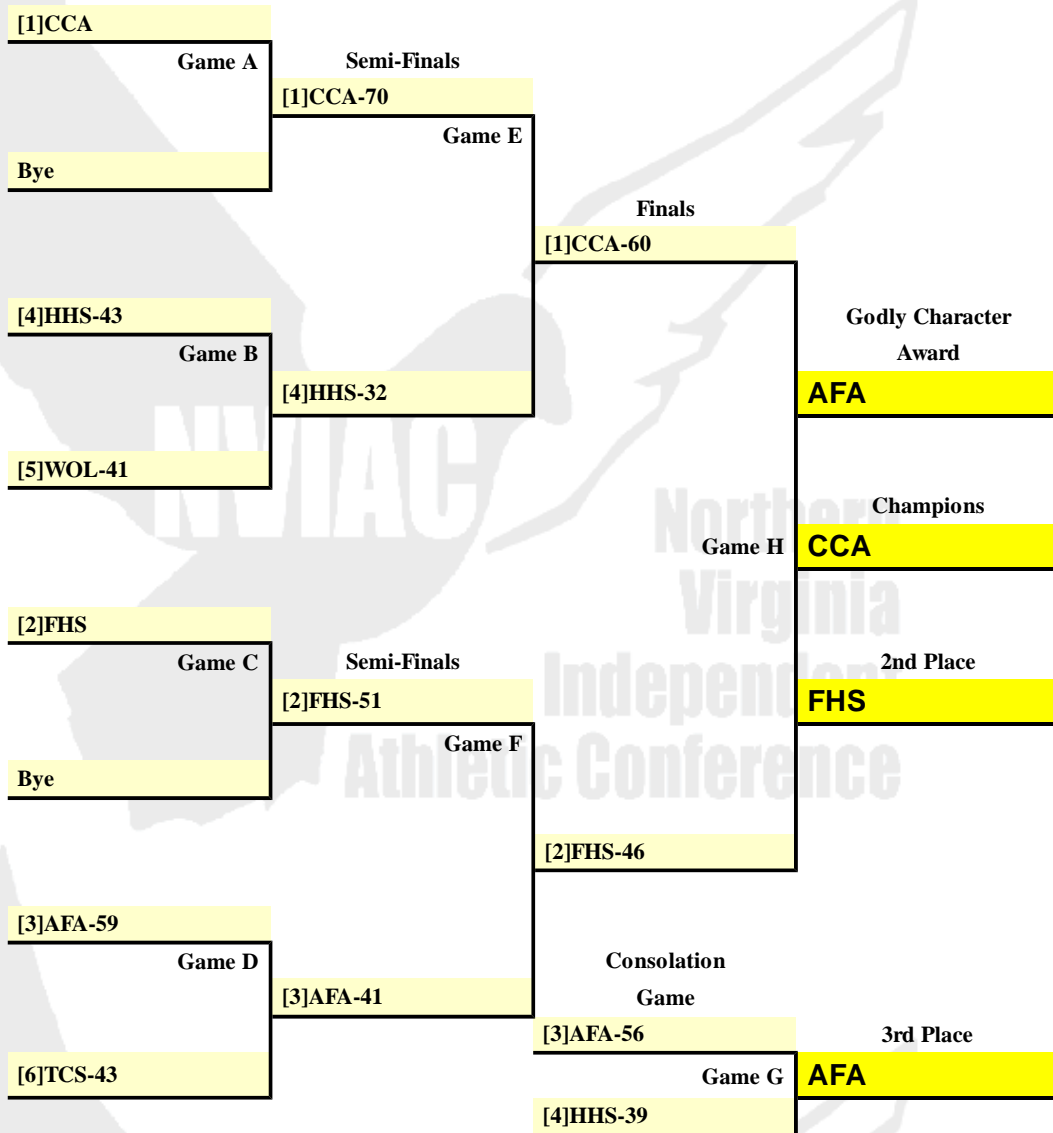 [1]CCA
Game A
Semi-Finals
[1]CCA-70
Game E
Bye
Finals
[1]CCA-60
[4]HHS-43
Godly Character
Award
Game B
[4]HHS-32
AFA
NVIAC
[5]WOL-41
Northern
Virginia
Independent
Athletic Conference
Champions
Game H
CCA
[2]FHS
Game C
Semi-Finals
2nd Place
[2]FHS-51
FHS
Game F
Bye
[2]FHS-46
[3]AFA-59
Game D
Consolation
Game
[3]AFA-41
[3]AFA-56
3rd Place
[6]TCS-43
Game G
AFA
[4]HHS-39